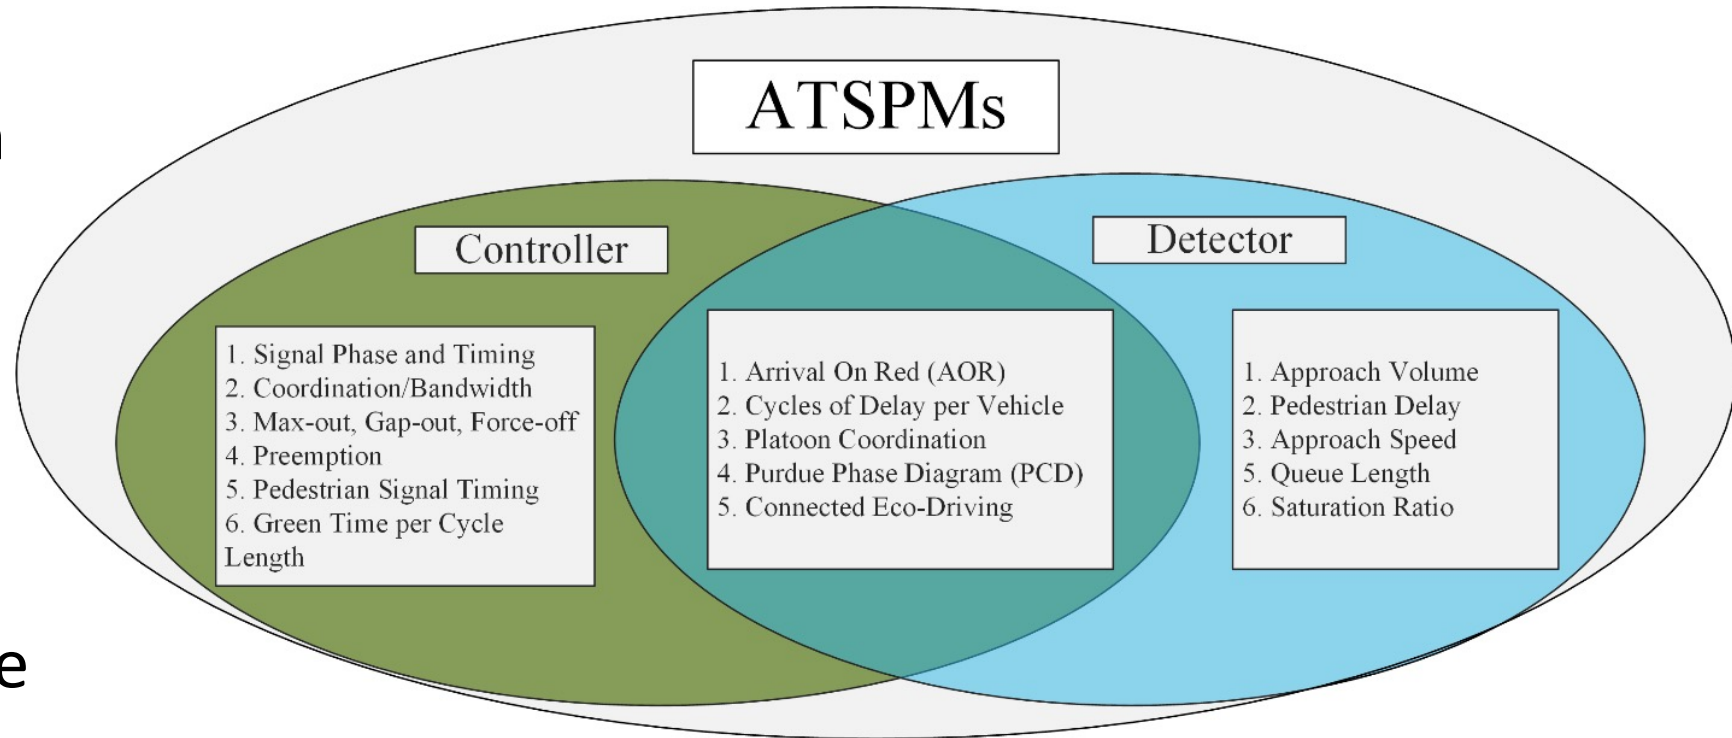 ATSPMs
Controller
Detector
1. Signal Phase and Timing
2. Coordination/Bandwidth
3. Max-out, Gap-out, Force-off
4. Preemption
5. Pedestrian Signal Timing
6. Green Time per Cycle
Length
1. Arrival On Red (AOR)
2. Cycles of Delay per Vehicle
3. Platoon Coordination
4. Purdue Phase Diagram (PCD)
5. Connected Eco-Driving
1. Approach Volume
2. Pedestrian Delay
3. Approach Speed
5. Queue Length
6. Saturation Ratio
e